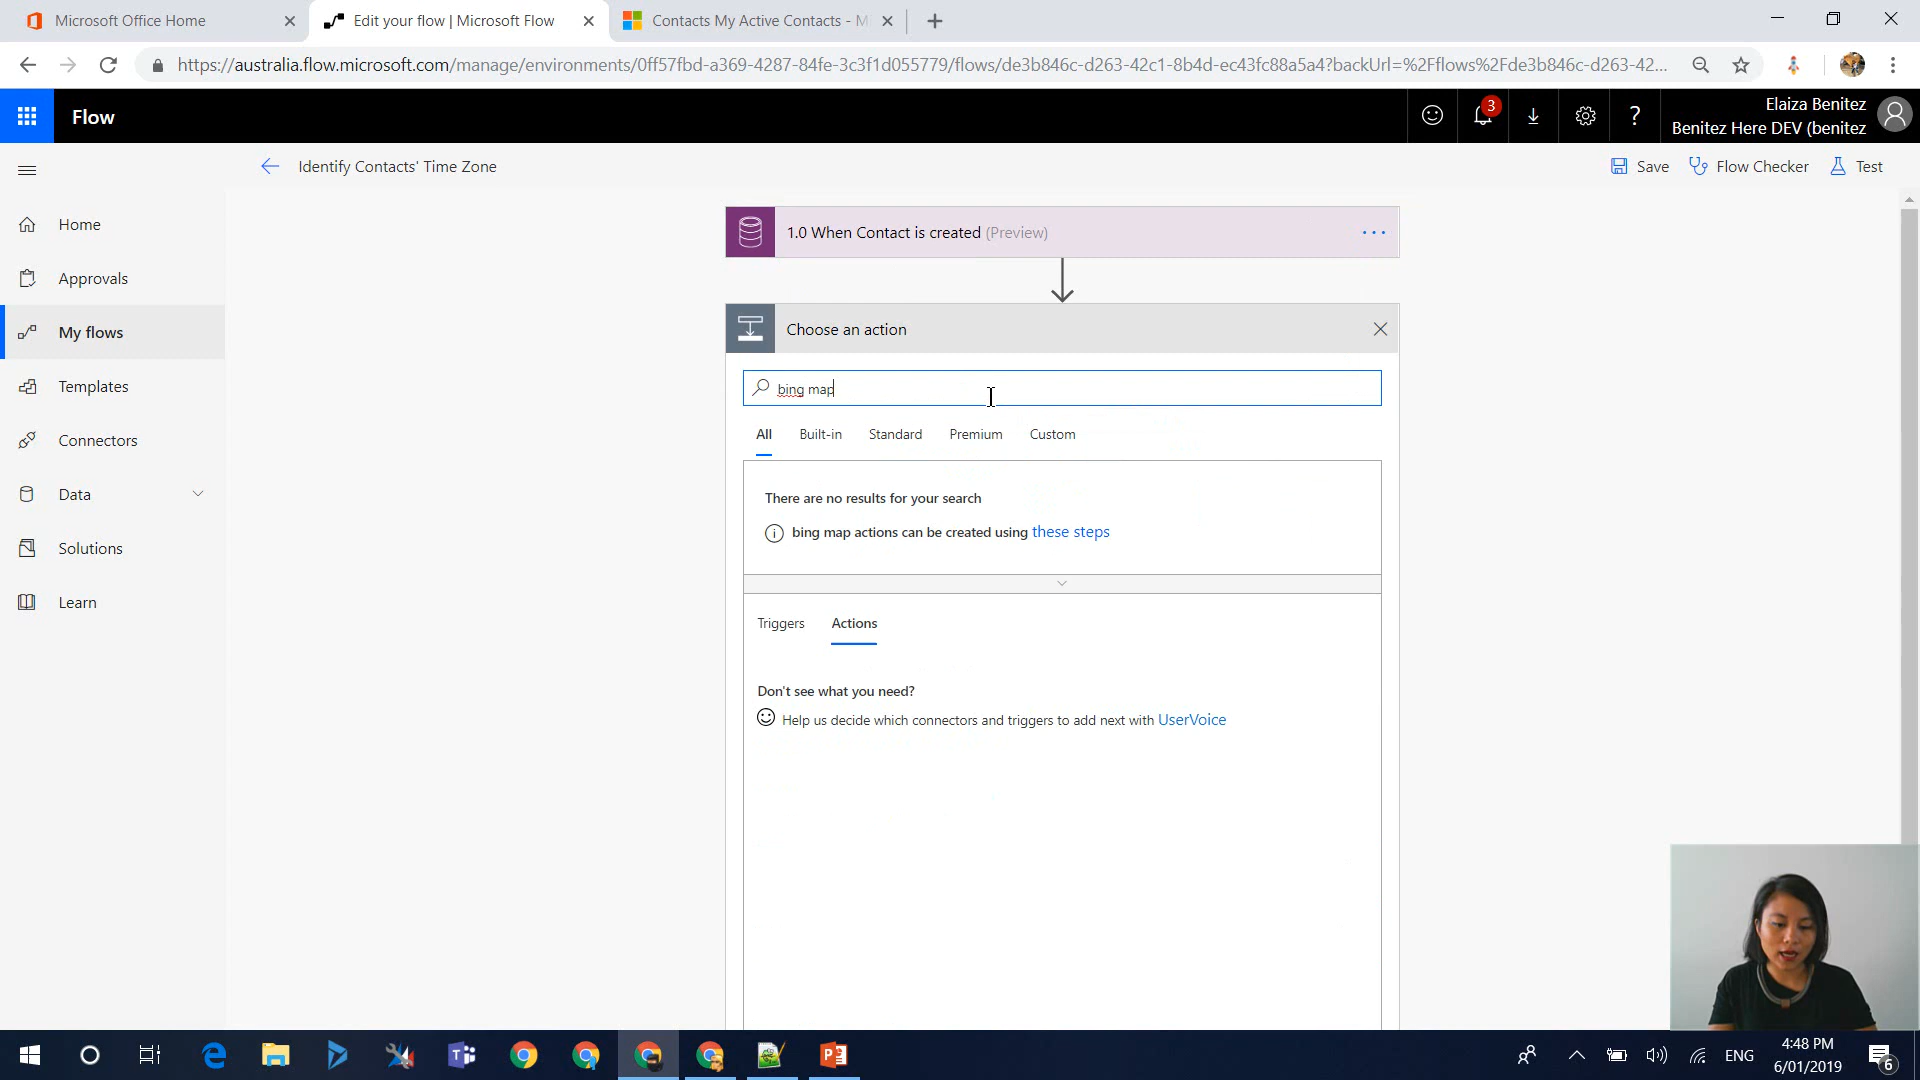 Microsoft Office Home
Edit your flow | Microsoft Flow
Contacts My Active Contacts - M
https://australia.flow.microsoft.com/manage/environments/0ff57fbd-a369-4287-84fe-3c3f1d055779/flows/de3b846c-d263-42c1-8b4d-ec43fc88a5a4?backUrl=%2Fflows%2Fde3b846c-d263-42...
Flow
3
?
Elaiza Benitez
Benitez Here DEV (benitez
Identify Contacts' Time Zone
Save
Flow Checker
Test
Home
Approvals
My flows
Templates
Connectors
Data
Solutions
Learn
1.0 When Contact is created (Preview)
Choose an action
bing map
All
Built-in
Standard
Premium
Custom
There are no results for your search
bing map actions can be created using these steps
Triggers
Actions
Don't see what you need?
Help us decide which connectors and triggers to add next with UserVoice
ENG
4:48 PM
6/01/2019
6